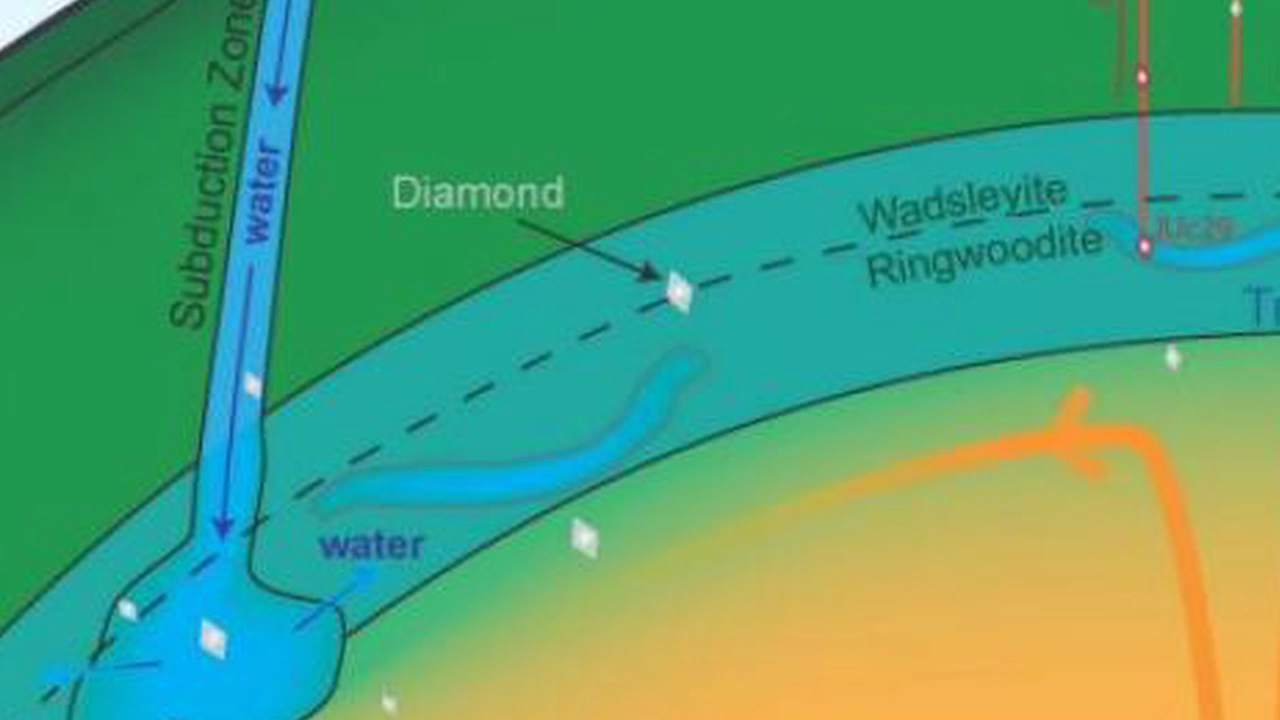 Subduction Zone
water
Diamond
Wadsleyite
Ringwoodite
water